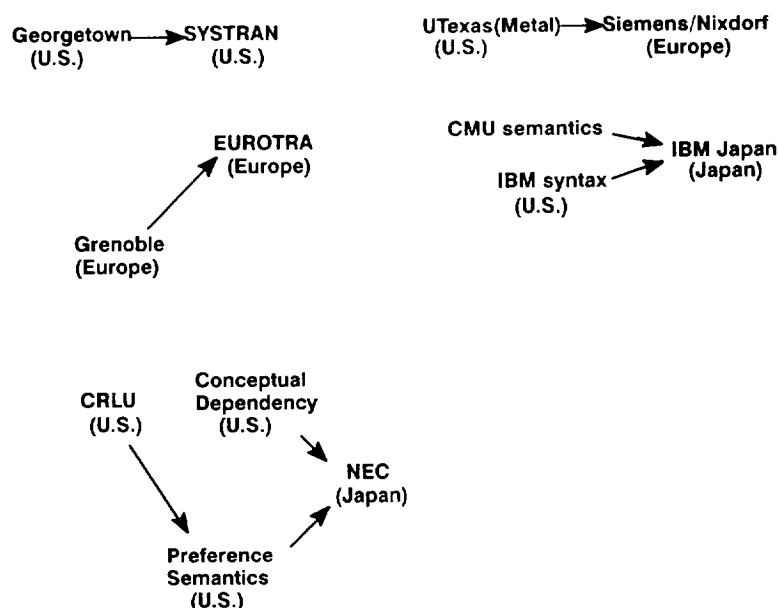 Georgetown SYSTRAN
(U.S.) (U.S.)
UTexas(Metal) Siemens/Nixdorf
(U.S.) (Europe)
EUROTRA
(Europe)
Grenoble
(Europe)
CMU semantics
IBM syntax
(U.S.)
IBM Japan
(Japan)
CRLU
(U.S.)
Conceptual
Dependency
(U.S.)
NEC
(Japan)
Preference
Semantics
(U.S.)